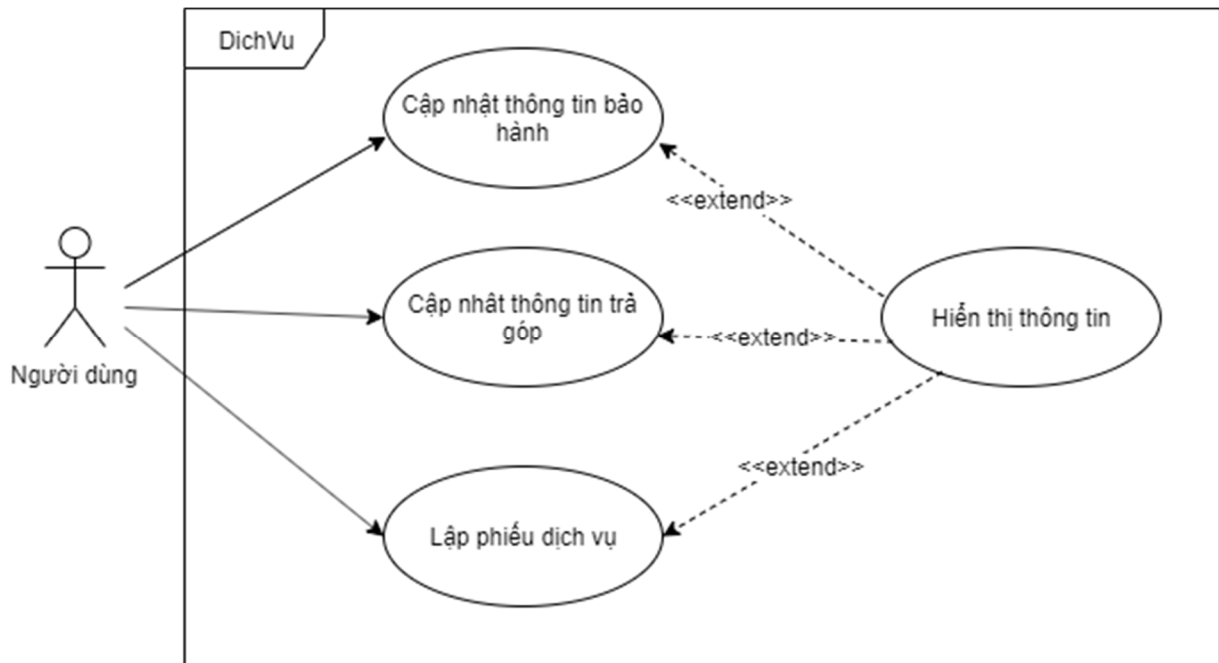 DichVu
Cập nhật thông tin bảo
hành
<<extend>>
Người dùng
Cập nhât thông tin trả
góp
<<extend>>
Hiển thị thông tin
<<extend>>
Lập phiếu dịch vụ